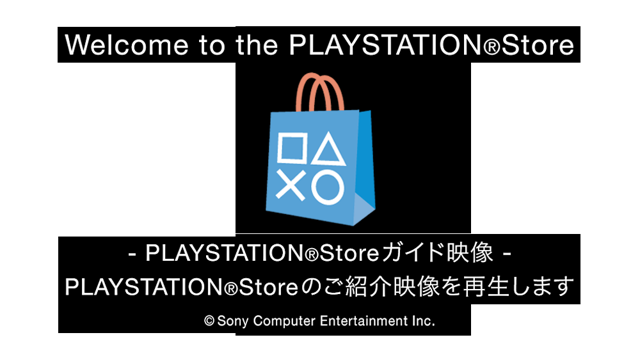 Welcome to the PLAYSTATION®Store
- PLAYSTATION®Storeガイド映像 -
PLAYSTATION®Storeのご紹介映像を再生します
© Sony Computer Entertainment Inc.